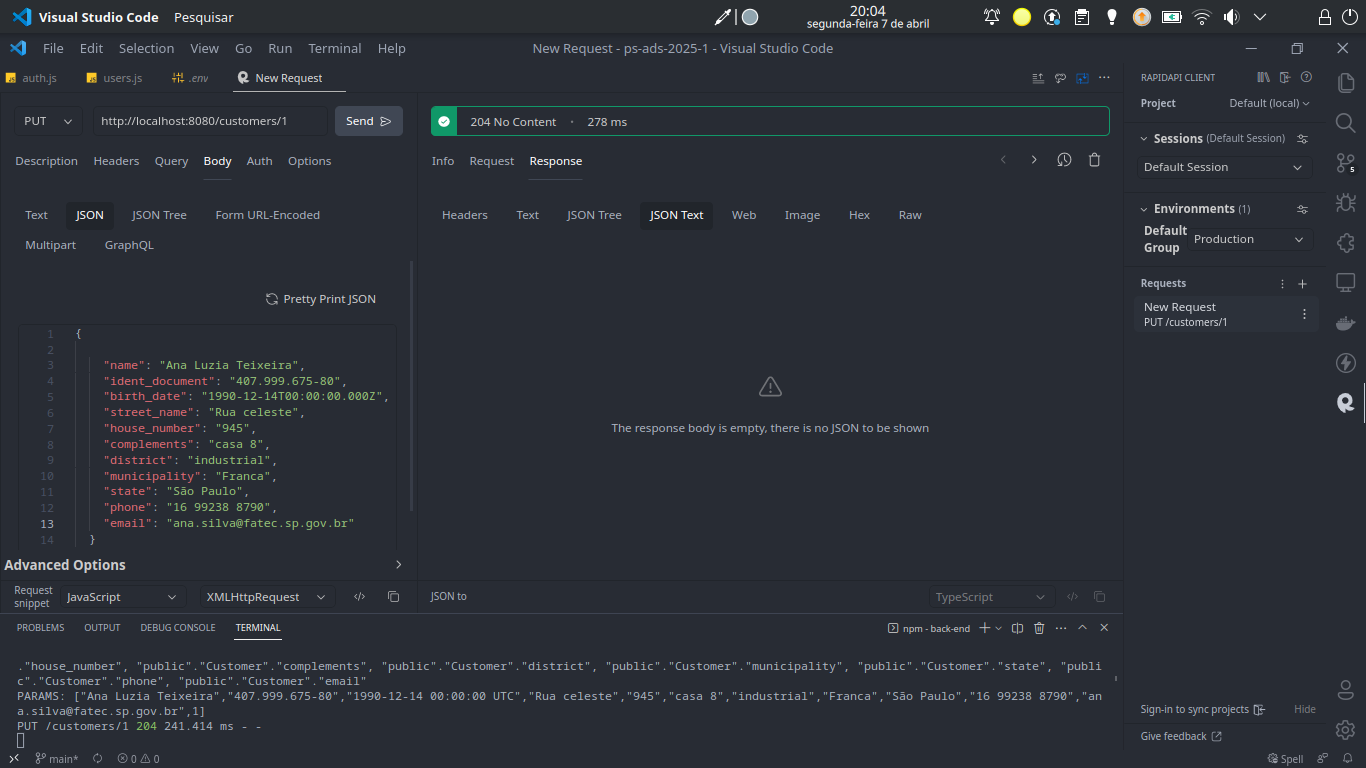 Visual Studio Code Pesquisar
20:04
segunda-feira 7 de abril
File Edit Selection View Go Run Terminal Help
New Request - ps-ads-2025-1 - Visual Studio Code
auth.js users.js .env New Request
RAPIDAPI CLIENT
PUT http://localhost:8080/customers/1 Send
204 No Content · 278 ms
Project Default (local)
Sessions (Default Session)
Default Session
Description Headers Query Body Auth Options
Info Request Response
Text JSON JSON Tree Form URL-Encoded
Multipart GraphQL
Headers Text JSON Tree JSON Text Web Image Hex Raw
Environments (1)
Default Group Production
Requests
New Request
PUT /customers/1
5
Pretty Print JSON
1 {
2
3 "name": "Ana Luzia Teixeira",
4 "ident_document": "407.999.675-80",
5 "birth_date": "1990-12-14T00:00:00.000Z",
6 "street_name": "Rua celeste",
7 "house_number": "945",
8 "complements": "casa 8",
9 "district": "industrial",
10 "municipality": "Franca",
11 "state": "São Paulo",
12 "phone": "16 99238 8790",
13 "email": "ana.silva@fatec.sp.gov.br"
14 }
The response body is empty, there is no JSON to be shown
Advanced Options
Request snippet JavaScript XMLHttpRequest
JSON to TypeScript
PROBLEMS OUTPUT DEBUG CONSOLE TERMINAL
npm - back-end
."house_number", "public"."Customer"."complements", "public"."Customer"."district", "public"."Customer"."municipality", "public"."Customer"."state", "publi
c"."Customer"."phone", "public"."Customer"."email"
PARAMS: ["Ana Luzia Teixeira","407.999.675-80","1990-12-14 00:00:00 UTC","Rua celeste","945","casa 8","industrial","Franca","São Paulo","16 99238 8790","an
a.silva@fatec.sp.gov.br",1]
PUT /customers/1 204 241.414 ms - -
Sign-in to sync projects Hide
Give feedback
main* 0 0
Spell